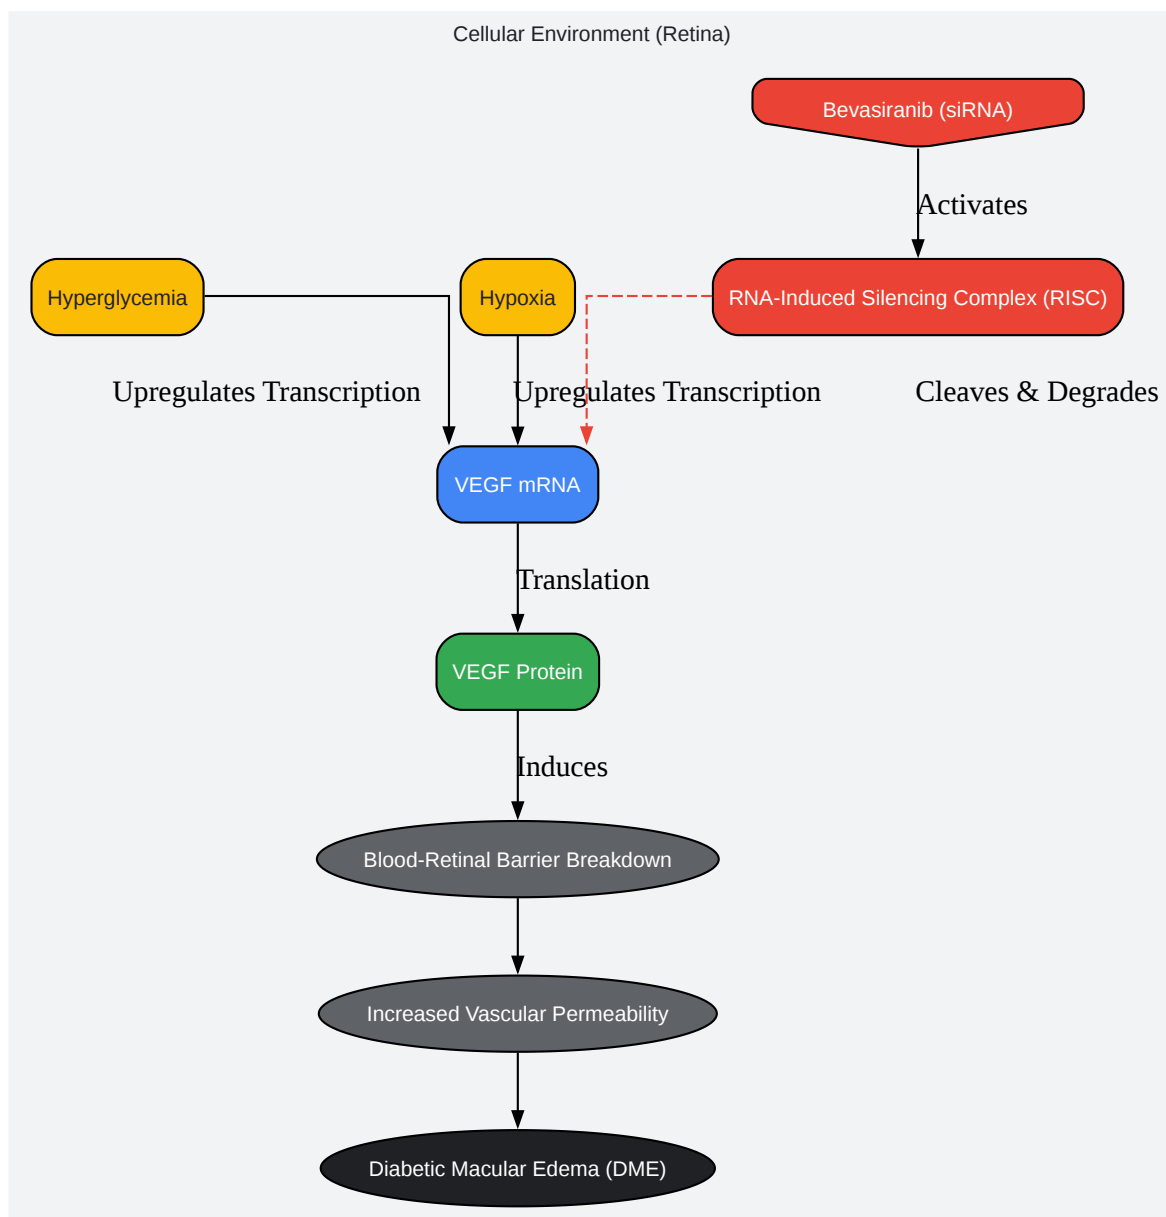 Cellular Environment (Retina)
Bevasiranib (siRNA)
Activates
Hyperglycemia
Hypoxia
RNA-Induced Silencing Complex (RISC)
Upregulates Transcription
Upregulates Transcription
Cleaves & Degrades
VEGF mRNA
Translation
VEGF Protein
Induces
Blood-Retinal Barrier Breakdown
Increased Vascular Permeability
Diabetic Macular Edema (DME)